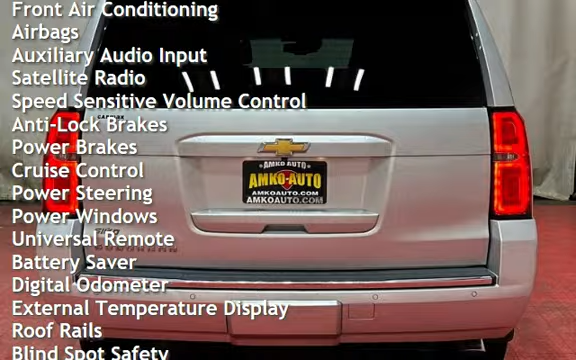 Front Air Conditioning
Airbags
Auxiliary Audio Input
Satellite Radio
Speed Sensitive Volume Control
Anti-Lock Brakes
Power Brakes
Cruise Control
Power Steering
Power Windows
Universal Remote
Battery Saver
Digital Odometer
External Temperature Display
Roof Rails
Blind Spot Safety
AMKO AUTO
AMKO AUTO
AMKOAUTO.COM
AMKOAUTO.COM